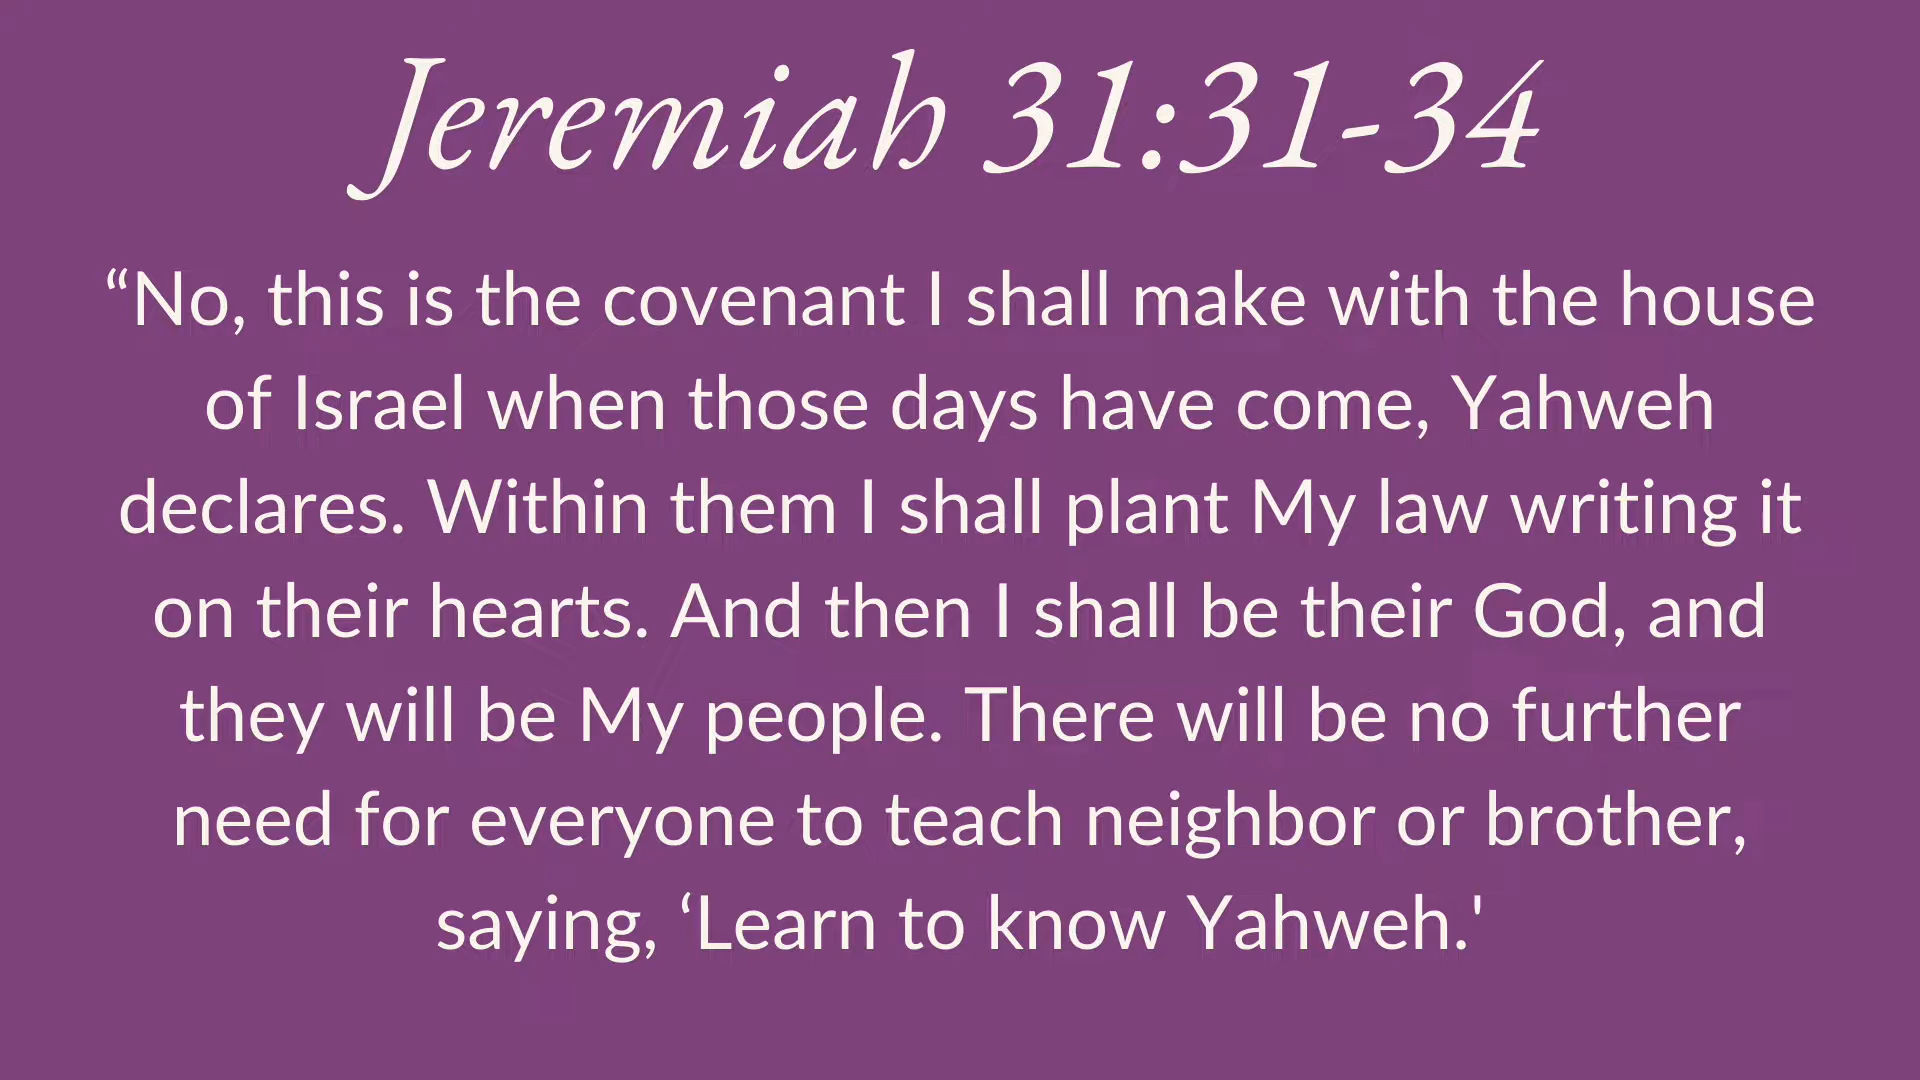 Jeremiah 31:31-34
“No, this is the covenant I shall make with the house
of Israel when those days have come, Yahweh
declares. Within them I shall plant My law writing it
on their hearts. And then I shall be their God, and
they will be My people. There will be no further
need for everyone to teach neighbor or brother,
saying, ‘Learn to know Yahweh.'